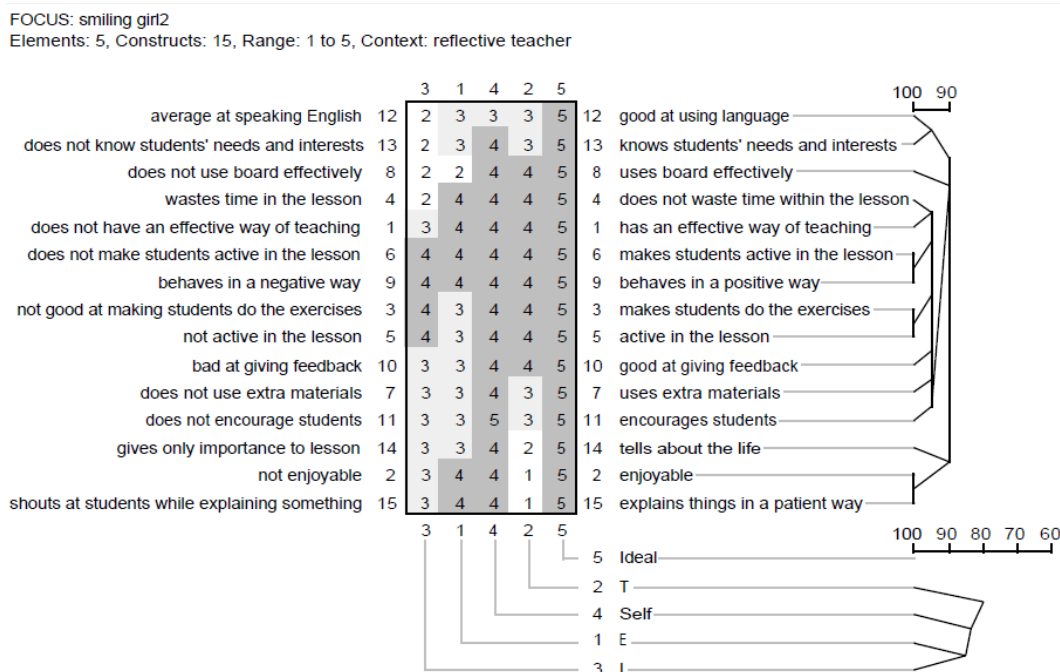 FOCUS: smiling girl2
Elements: 5, Constructs: 15, Range: 1 to 5, Context: reflective teacher
3 1 4 2 5 100 90
average at speaking English 12 2 3 3 3 5 12 good at using language
does not know students' needs and interests 13 2 3 4 3 5 13 knows students' needs and interests
does not use board effectively 8 2 2 4 4 5 8 uses board effectively
wastes time in the lesson 4 2 4 4 4 5 4 does not waste time within the lesson
does not have an effective way of teaching 1 3 4 4 4 5 1 has an effective way of teaching
does not make students active in the lesson 6 4 4 4 4 5 6 makes students active in the lesson
behaves in a negative way 9 4 4 4 4 5 9 behaves in a positive way
not good at making students do the exercises 3 4 3 4 4 5 3 makes students do the exercises
not active in the lesson 5 4 3 4 4 5 5 active in the lesson
bad at giving feedback 10 3 3 4 4 5 10 good at giving feedback
does not use extra materials 7 3 3 4 3 5 7 uses extra materials
does not encourage students 11 3 3 5 3 5 11 encourages students
gives only importance to lesson 14 3 3 4 2 5 14 tells about the life
not enjoyable 2 3 4 4 1 5 2 enjoyable
shouts at students while explaining something 15 3 4 4 1 5 15 explains things in a patient way
3 1 4 2 5 100 90 80 70 60
5 Ideal
2 T
4 Self
1 E
3